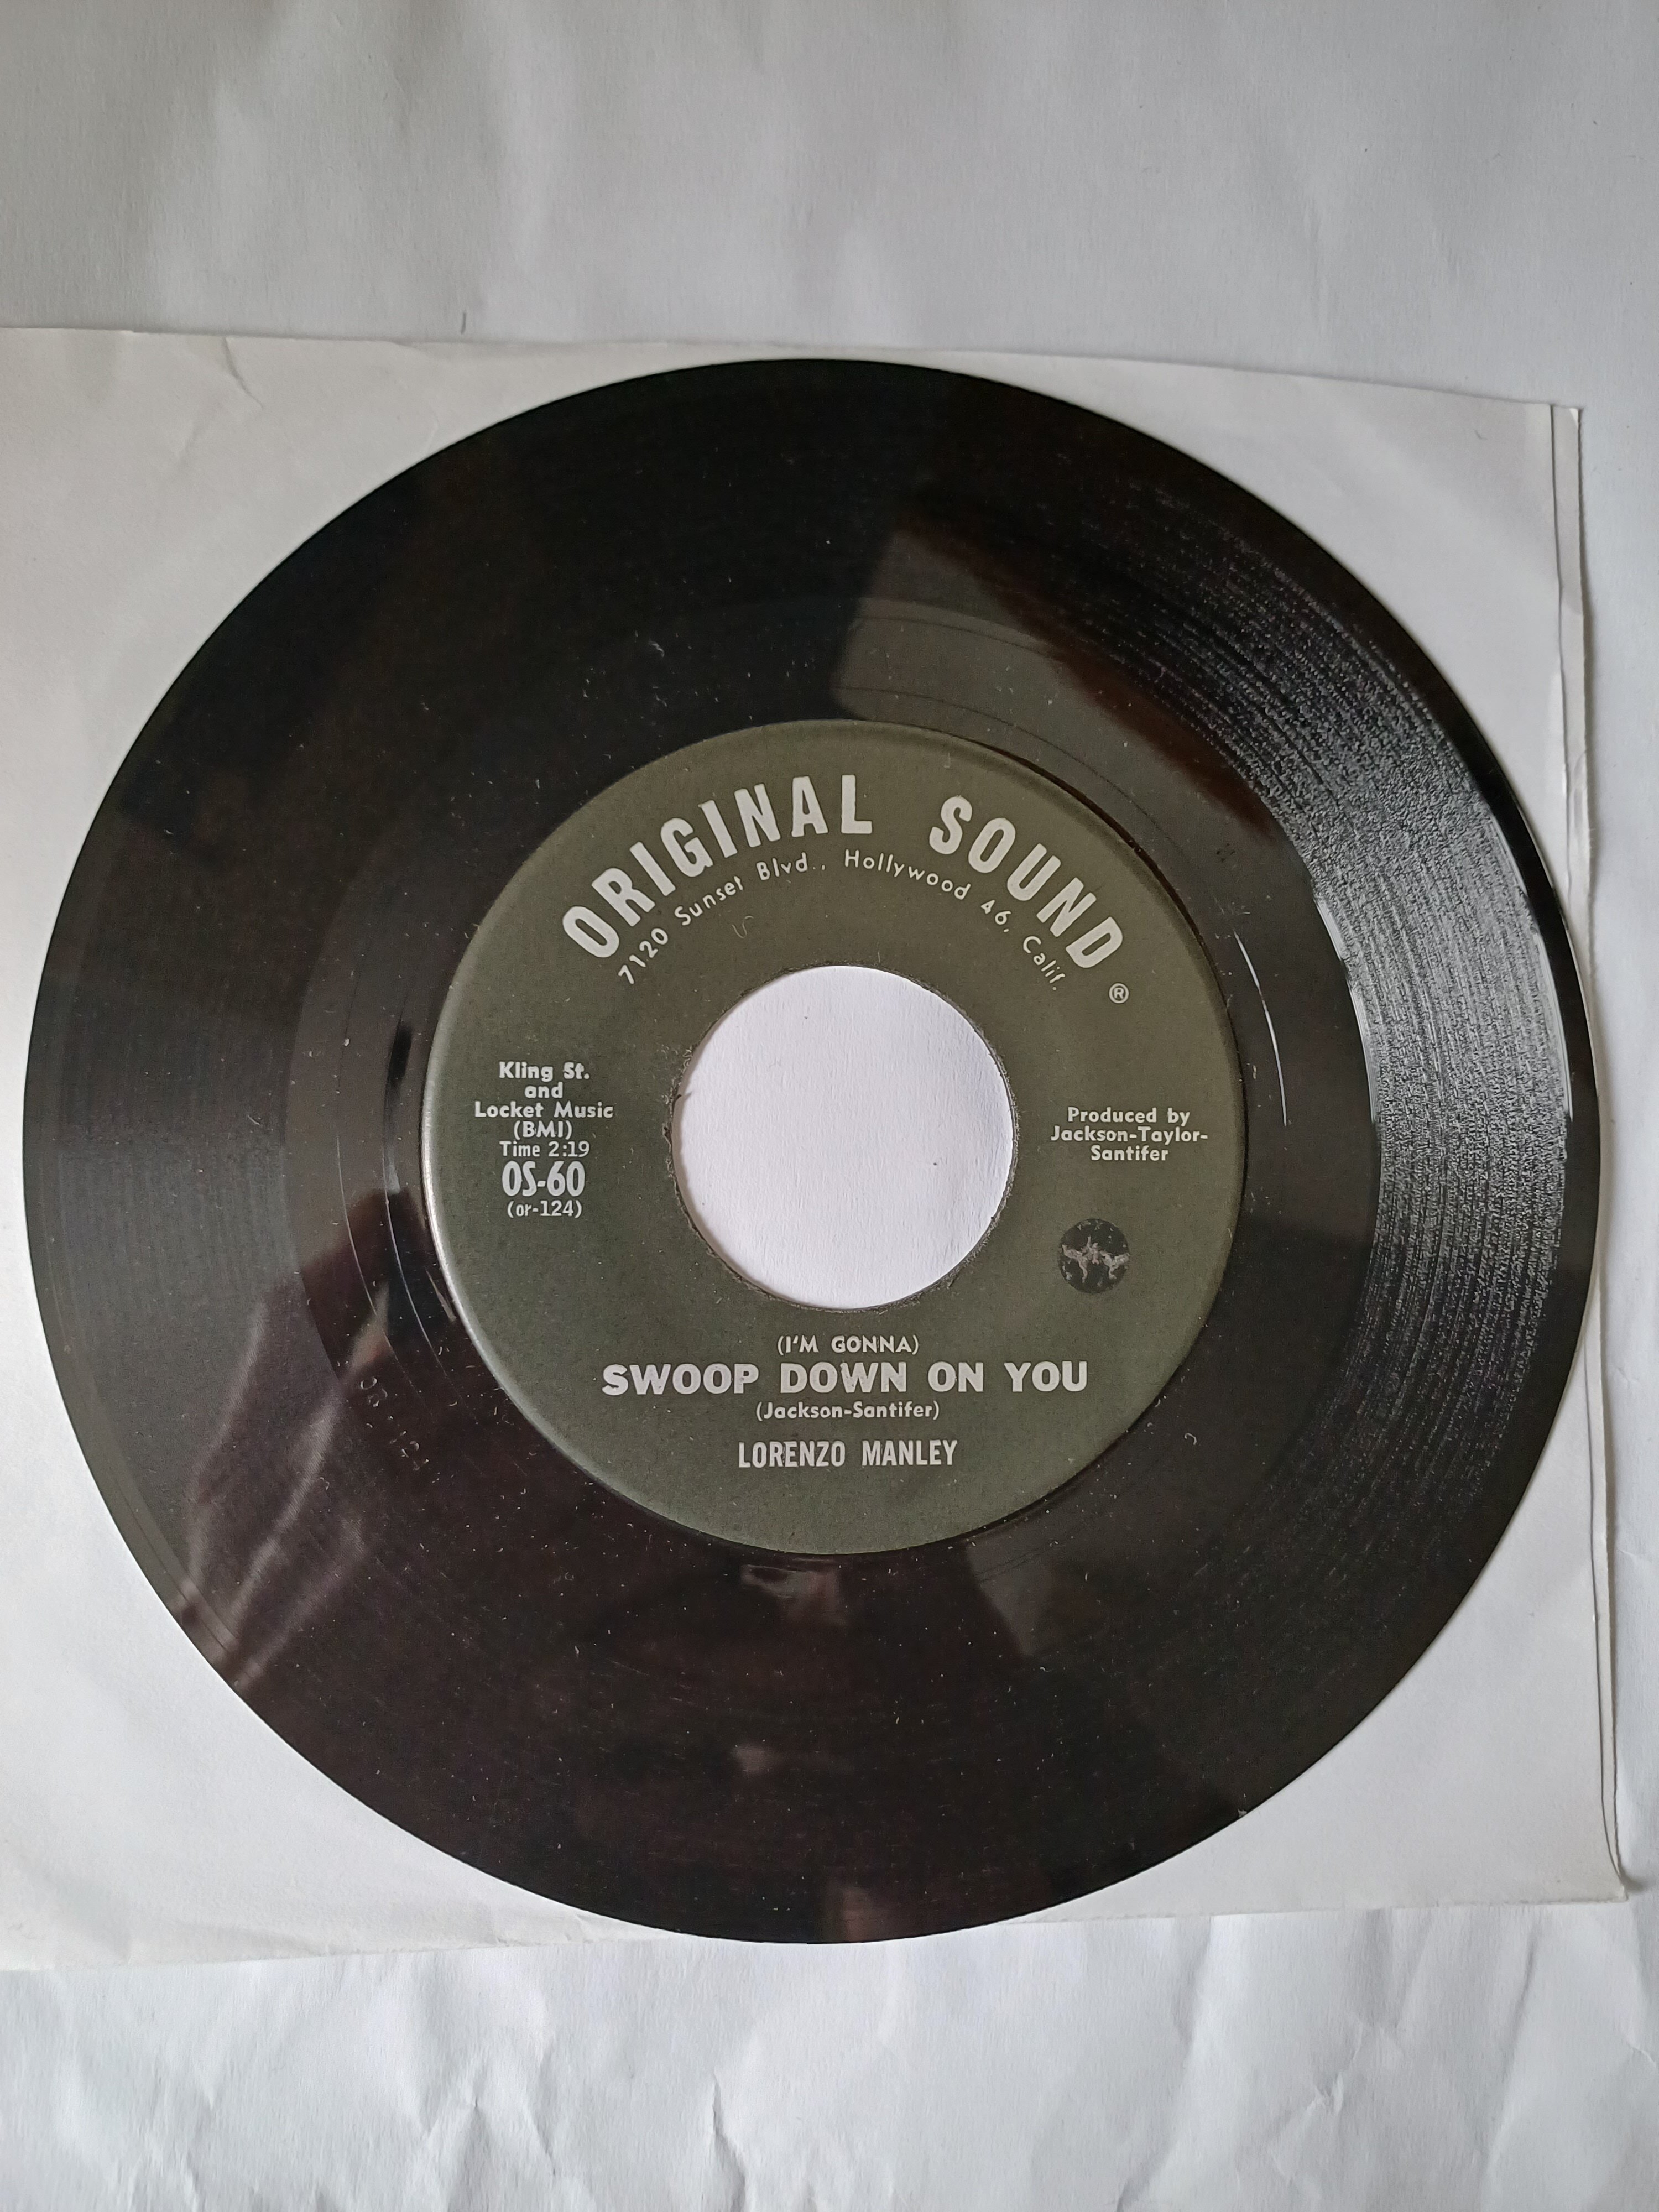 ORIGINAL SOUND ®
7120 Sunset Blvd., Hollywood 46, Calif.
Kling St.
and
Locket Music
(BMI)
Time 2:19
OS-60
(or-124)
Produced by
Jackson-Taylor-
Santifer
(I'M GONNA)
SWOOP DOWN ON YOU
(Jackson-Santifer)
LORENZO MANLEY